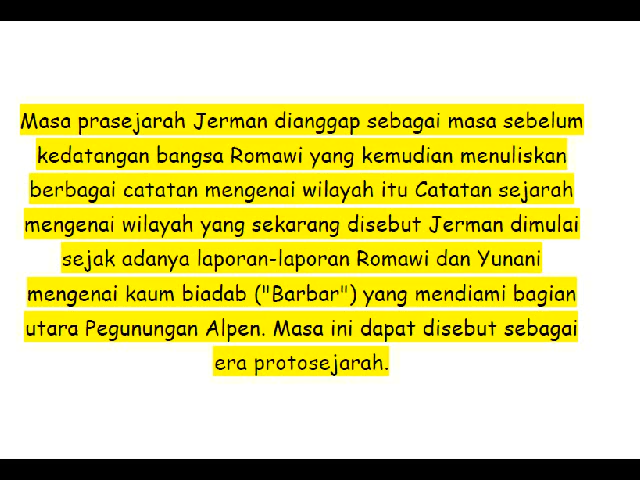 Masa prasejarah Jerman dianggap sebagai masa sebelum
kedatangan bangsa Romawi yang kemudian menuliskan
berbagai catatan mengenai wilayah itu Catatan sejarah
mengenai wilayah yang sekarang disebut Jerman dimulai
sejak adanya laporan-laporan Romawi dan Yunani
mengenai kaum biadab ("Barbar") yang mendiami bagian
utara Pegunungan Alpen. Masa ini dapat disebut sebagai
era protosejarah.